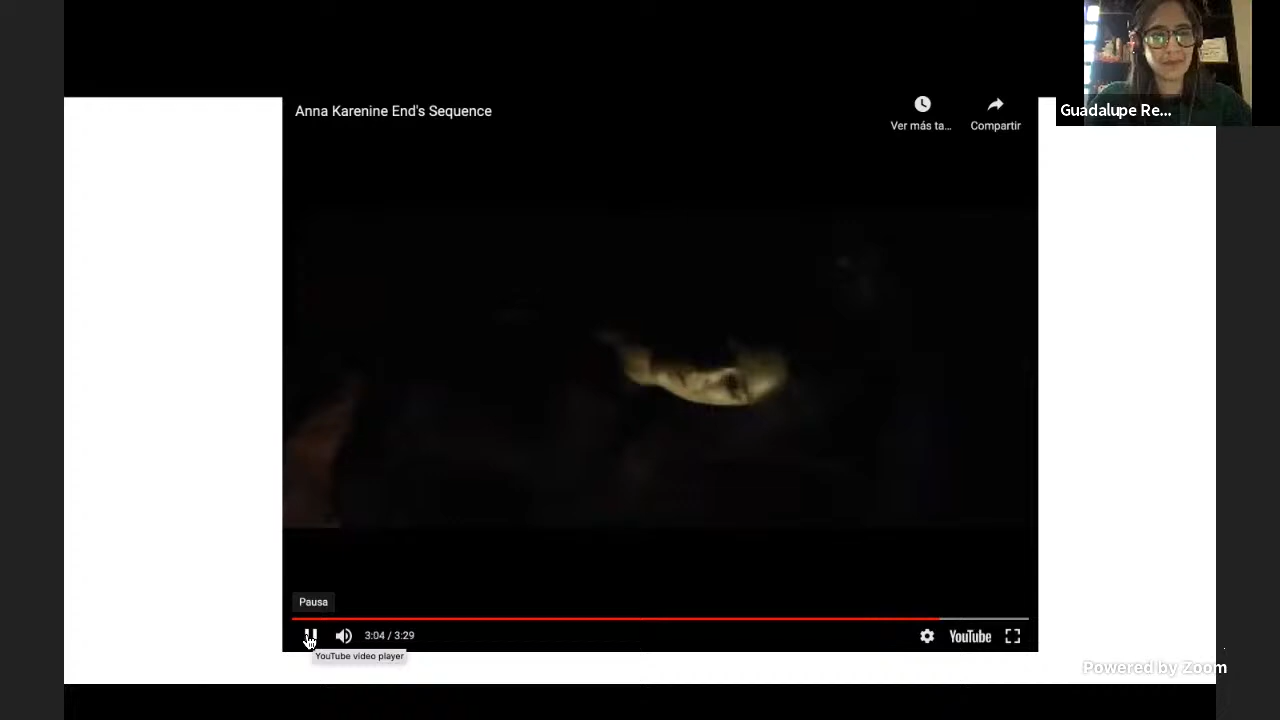 Anna Karenine End's Sequence
Ver más ta...
Compartir
Guadalupe Re...
Pausa
3:04 / 3:29
YouTube
YouTube video player
Powered by Zoom